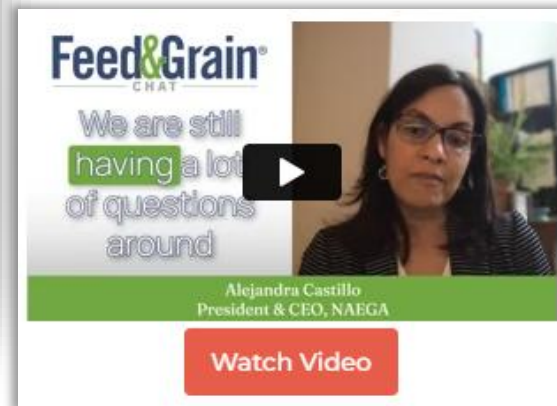 Feed&Grain®
CHAT
We are still
having a lot
of questions
around
Alejandra Castillo
President & CEO, NAEGA
Watch Video